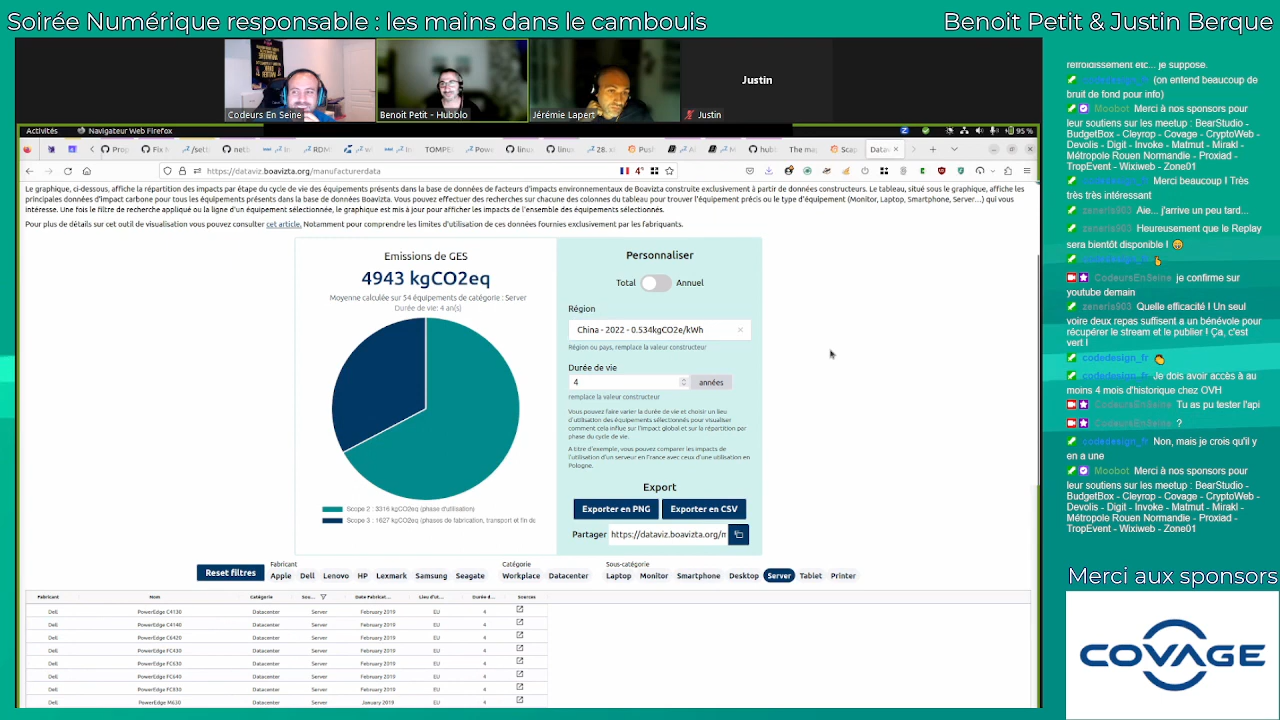 Soirée Numérique responsable : les mains dans le cambouis
Benoit Petit & Justin Berque
Codeurs En Seine
Benoit Petit - Hubblo
Jérémie Lapert
Justin
Justin
Activités
Navigateur Web Firefox
95 %
https://dataviz.boavizta.org/manufacturerdata
Le graphique, ci-dessous, affiche la répartition des impacts par étape du cycle de vie des équipements présents dans la base de données de facteurs d'impacts environnementaux de Boavizta construite exclusivement à partir de données constructeurs. Le tableau, situé sous le graphique, affiche les
principales données d'impact carbone pour tous les équipements présents dans la base données Boavizta. Vous pouvez effectuer des recherches sur chacune des colonnes du tableau pour trouver l'équipement précis ou le type d'équipement (Monitor, Laptop, Smartphone, Server…) qui vous
intéresse. Une fois le filtre de recherche appliqué ou la ligne d'un équipement sélectionnée, le graphique est mis à jour pour afficher les impacts de l'ensemble des équipements sélectionnés.
Pour plus de détails sur cet outil de visualisation vous pouvez consulter cet article. Notamment pour comprendre les limites d'utilisation de ces données fournies exclusivement par les fabriquants.
Emissions de GES
4943 kgCO2eq
Moyenne calculée sur 54 équipements de catégorie : Server
Durée de vie: 4 an(s)
Scope 2 : 3316 kgCO2eq (phase d'utilisation)
Scope 3 : 1627 kgCO2eq (phases de fabrication, transport et fin de
Personnaliser
Total Annuel
Région
China - 2022 - 0.534kgCO2e/kWh
Région ou pays, remplace la valeur constructeur
Durée de vie
4 années
remplace la valeur constructeur
Vous pouvez faire varier la durée de vie et choisir un lieu
d'utilisation des équipements sélectionnés pour visualiser
comment cela influe sur l'impact global et sur la répartition par
phase du cycle de vie.
A titre d'exemple, vous pouvez comparer les impacts de
l'utilisation d'un serveur en France avec ceux d'une utilisation en
Pologne.
Export
Exporter en PNG Exporter en CSV
Partager https://dataviz.boavizta.org/m
Reset filtres
Fabricant
Apple Dell Lenovo HP Lexmark Samsung Seagate
Catégorie
Workplace Datacenter
Sous-catégorie
Laptop Monitor Smartphone Desktop Server Tablet Printer
Fabricant Nom Catégorie Sou... Date Fabricat... Lieu d'ut... Durée d... Sources
Dell PowerEdge C4130 Datacenter Server February 2019 EU 4
Dell PowerEdge C4140 Datacenter Server February 2019 EU 4
Dell PowerEdge C6420 Datacenter Server February 2019 EU 4
Dell PowerEdge FC430 Datacenter Server February 2019 EU 4
Dell PowerEdge FC630 Datacenter Server February 2019 EU 4
Dell PowerEdge FC640 Datacenter Server February 2019 EU 4
Dell PowerEdge FC830 Datacenter Server February 2019 EU 4
Dell PowerEdge M630 Datacenter Server January 2019 EU 4
refroidissement etc... je suppose.
codedesign_fr (on entend beaucoup de
bruit de fond pour info)
Moobot Merci à nos sponsors pour
leur soutiens sur les meetup : BearStudio -
BudgetBox - Cleyrop - Covage - CryptoWeb -
Devolis - Digit - Invoke - Matmut - Mirakl -
Métropole Rouen Normandie - Proxiad -
TropEvent - Wixiweb - Zone01
Merci beaucoup ! Très
très très intéressant
zeneris903 Aie... j'arrive un peu tard...
zeneris903 Heureusement que le Replay
sera bientôt disponible !
codedesign_fr
CodeursEnSeine je confirme sur
youtube demain
zeneris903 Quelle efficacité ! Un seul
voire deux repas suffisent a un bénévole pour
récupérer le stream et le publier ! Ça, c'est
vert !
codedesign_fr
codedesign_fr Je dois avoir accès à au
moins 4 mois d'historique chez OVH
CodeursEnSeine Tu as pu tester l'api
CodeursEnSeine ?
codedesign_fr Non, mais je crois qu'il y
en a une
Moobot Merci à nos sponsors pour
leur soutiens sur les meetup : BearStudio -
BudgetBox - Cleyrop - Covage - CryptoWeb -
Devolis - Digit - Invoke - Matmut - Mirakl -
Métropole Rouen Normandie - Proxiad -
TropEvent - Wixiweb - Zone01
Merci aux sponsors
COVAGE